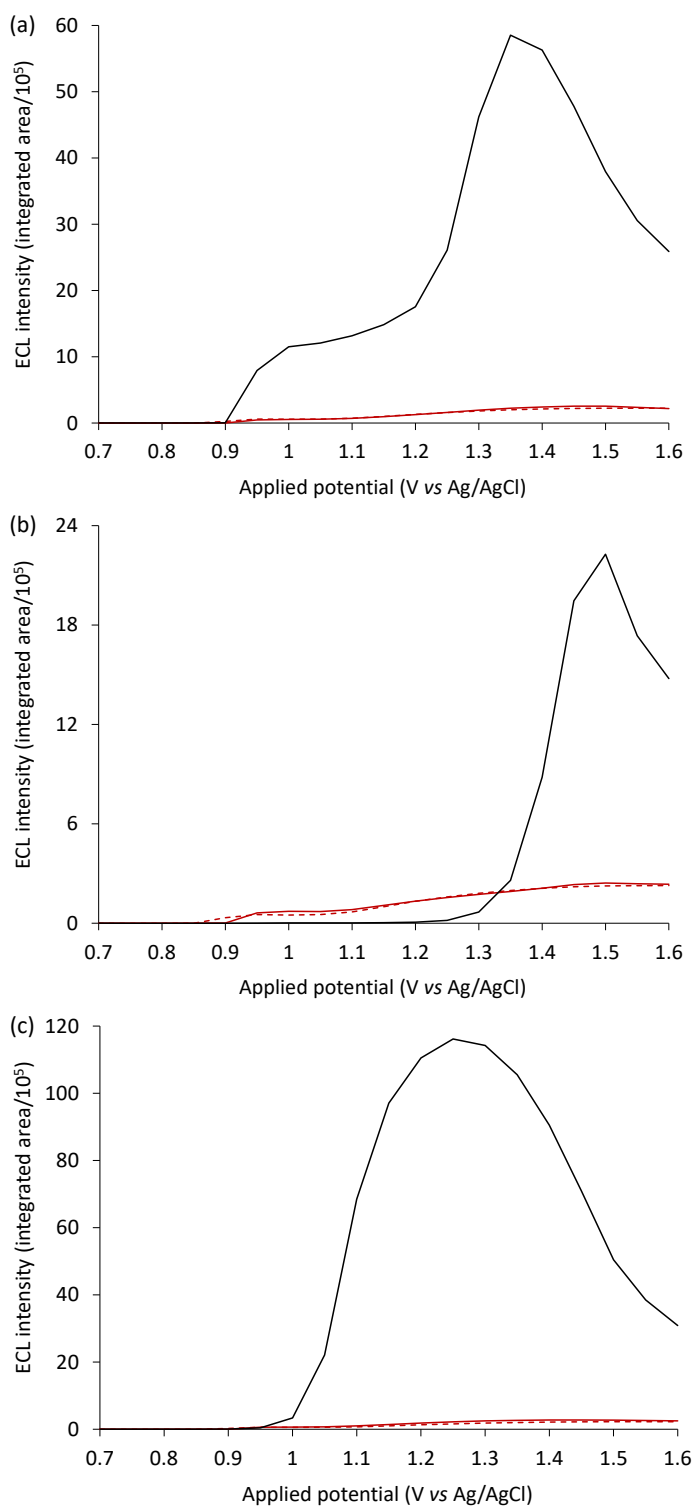 (a)
60
50
40
30
20
10
0
ECL intensity (integrated area/10⁵)
0.7 0.8 0.9 1 1.1 1.2 1.3 1.4 1.5 1.6
Applied potential (V vs Ag/AgCl)
(b)
24
18
12
6
0
ECL intensity (integrated area/10⁵)
0.7 0.8 0.9 1 1.1 1.2 1.3 1.4 1.5 1.6
Applied potential (V vs Ag/AgCl)
(c)
120
100
80
60
40
20
0
ECL intensity (integrated area/10⁵)
0.7 0.8 0.9 1 1.1 1.2 1.3 1.4 1.5 1.6
Applied potential (V vs Ag/AgCl)